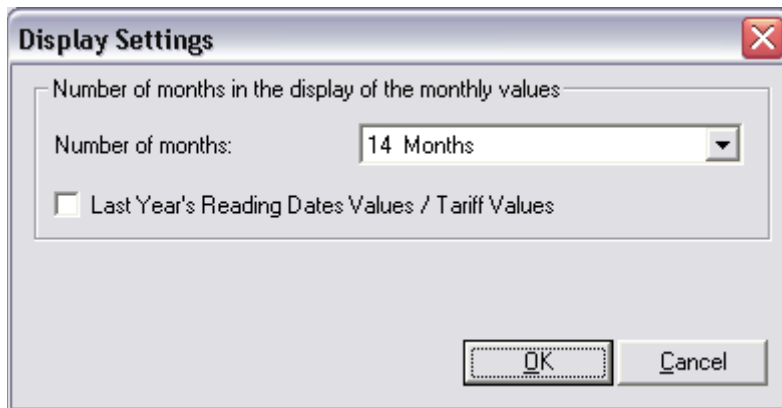 Display Settings
Number of months in the display of the monthly values
Number of months: 14 Months
Last Year's Reading Dates Values / Tariff Values
OK Cancel